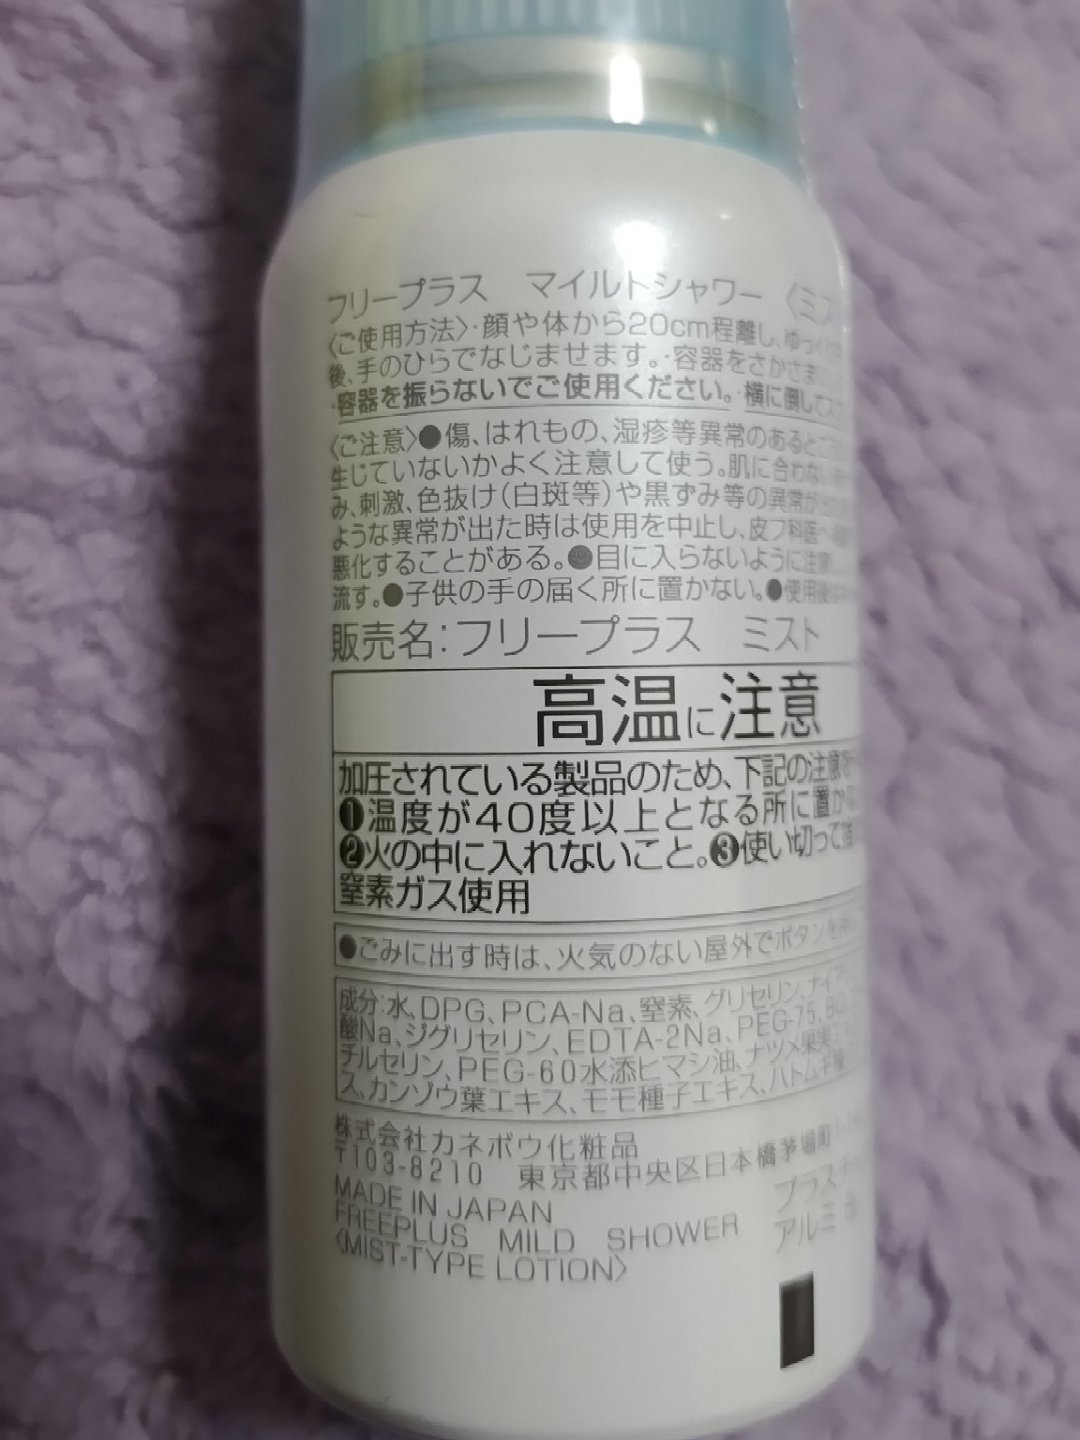 フリープラス　マイルドシャワー〈ミス
〈ご使用方法〉・顔や体から20cm程離し、ゆっく
後、手のひらでなじませます。・容器をさかさま
・容器を振らないでご使用ください。・横に倒して
〈ご注意〉●傷、はれもの、湿疹等異常のあるところ
生じていないかよく注意して使う。肌に合わない
み、刺激、色抜け(白斑等)や黒ずみ等の異常が
ような異常が出た時は使用を中止し、皮フ科医へ
悪化することがある。●目に入らないように注意
流す。●子供の手の届く所に置かない。●使用後は
販売名:フリープラス　ミスト
高温に注意
加圧されている製品のため、下記の注意を
❶温度が40度以上となる所に置か
❷火の中に入れないこと。❸使い切って
窒素ガス使用
●ごみに出す時は、火気のない屋外でボタンを
成分:水、DPG、PCA-Na、窒素、グリセリン、ナイア
酸Na、ジグリセリン、EDTA-2Na、PEG-75、BG
チルセリン、PEG-60水添ヒマシ油、ナツメ果実
ス、カンゾウ葉エキス、モモ種子エキス、ハトムギ
株式会社カネボウ化粧品
〒103-8210　東京都中央区日本橋茅場町
MADE IN JAPAN プラス
FREEPLUS MILD SHOWER アルミ
〈MIST-TYPE LOTION〉